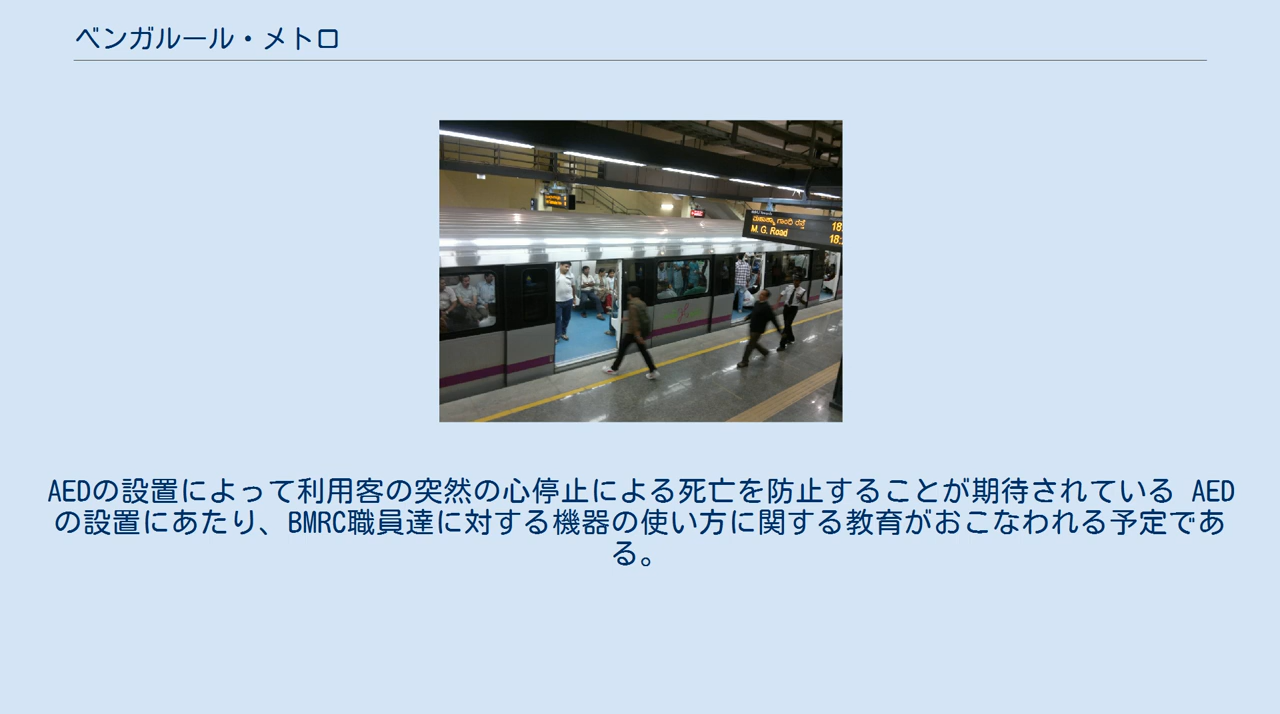 ベンガルール・メトロ
ಮಹಾತ್ಮಾ ಗಾಂಧಿ ರಸ್ತೆ 18
M. G. Road 18:
AEDの設置によって利用客の突然の心停止による死亡を防止することが期待されている AED
の設置にあたり、BMRC職員達に対する機器の使い方に関する教育がおこなわれる予定であ
る。